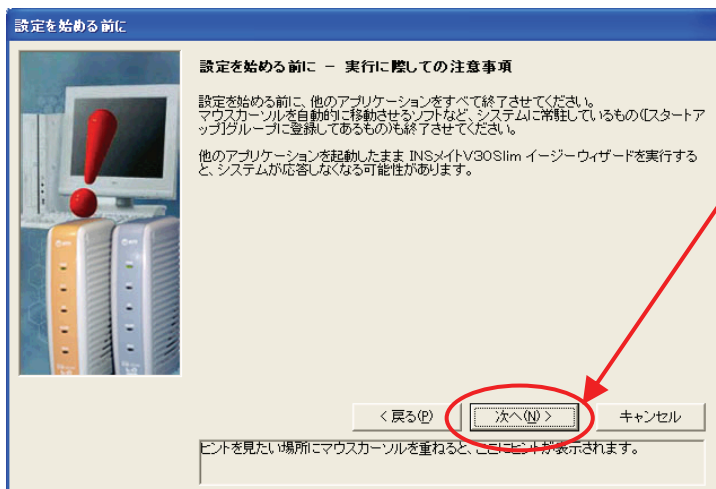 設定を始める前に
設定を始める前に － 実行に際しての注意事項
設定を始める前に、他のアプリケーションをすべて終了させてください。
マウスカーソルを自動的に移動させるソフトなど、システムに常駐しているもの([スタートア
ップ]グループに登録してあるもの)も終了させてください。
他のアプリケーションを起動したまま INSメイトV30Slim イージーウィザードを実行する
と、システムが応答しなくなる可能性があります。
< 戻る(P)
次へ(N) >
キャンセル
ヒントを見たい場所にマウスカーソルを重ねると、ここにヒントが表示されます。